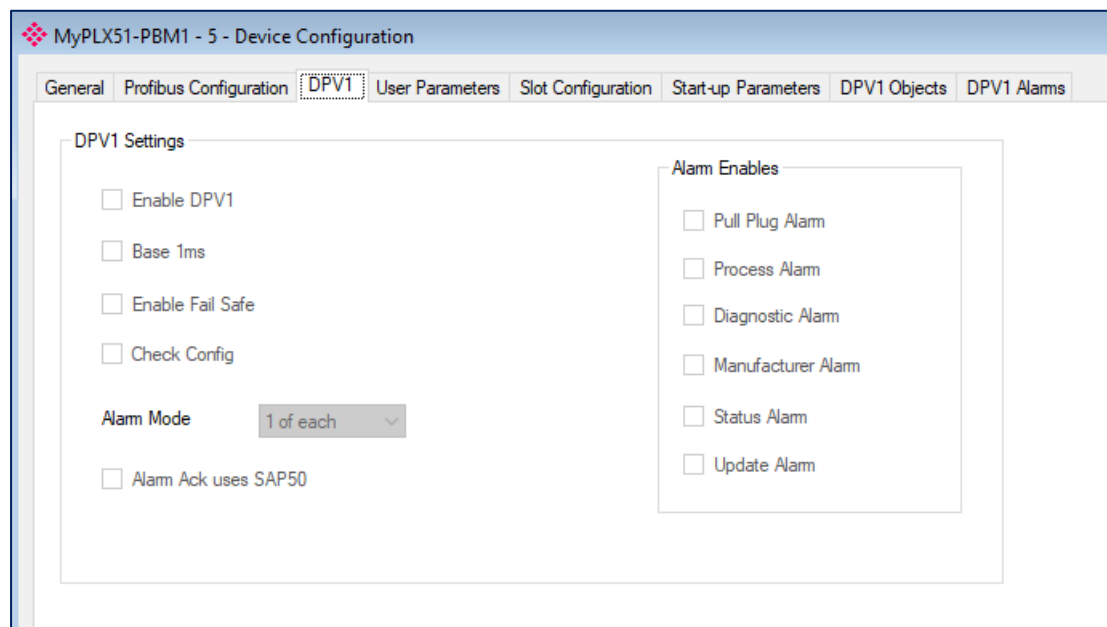 MyPLX51-PBM1 - 5 - Device Configuration
General Profibus Configuration DPV1 User Parameters Slot Configuration Start-up Parameters DPV1 Objects DPV1 Alarms
DPV1 Settings
Enable DPV1
Base 1ms
Enable Fail Safe
Check Config
Alarm Mode 1 of each
Alarm Ack uses SAP50
Alarm Enables
Pull Plug Alarm
Process Alarm
Diagnostic Alarm
Manufacturer Alarm
Status Alarm
Update Alarm